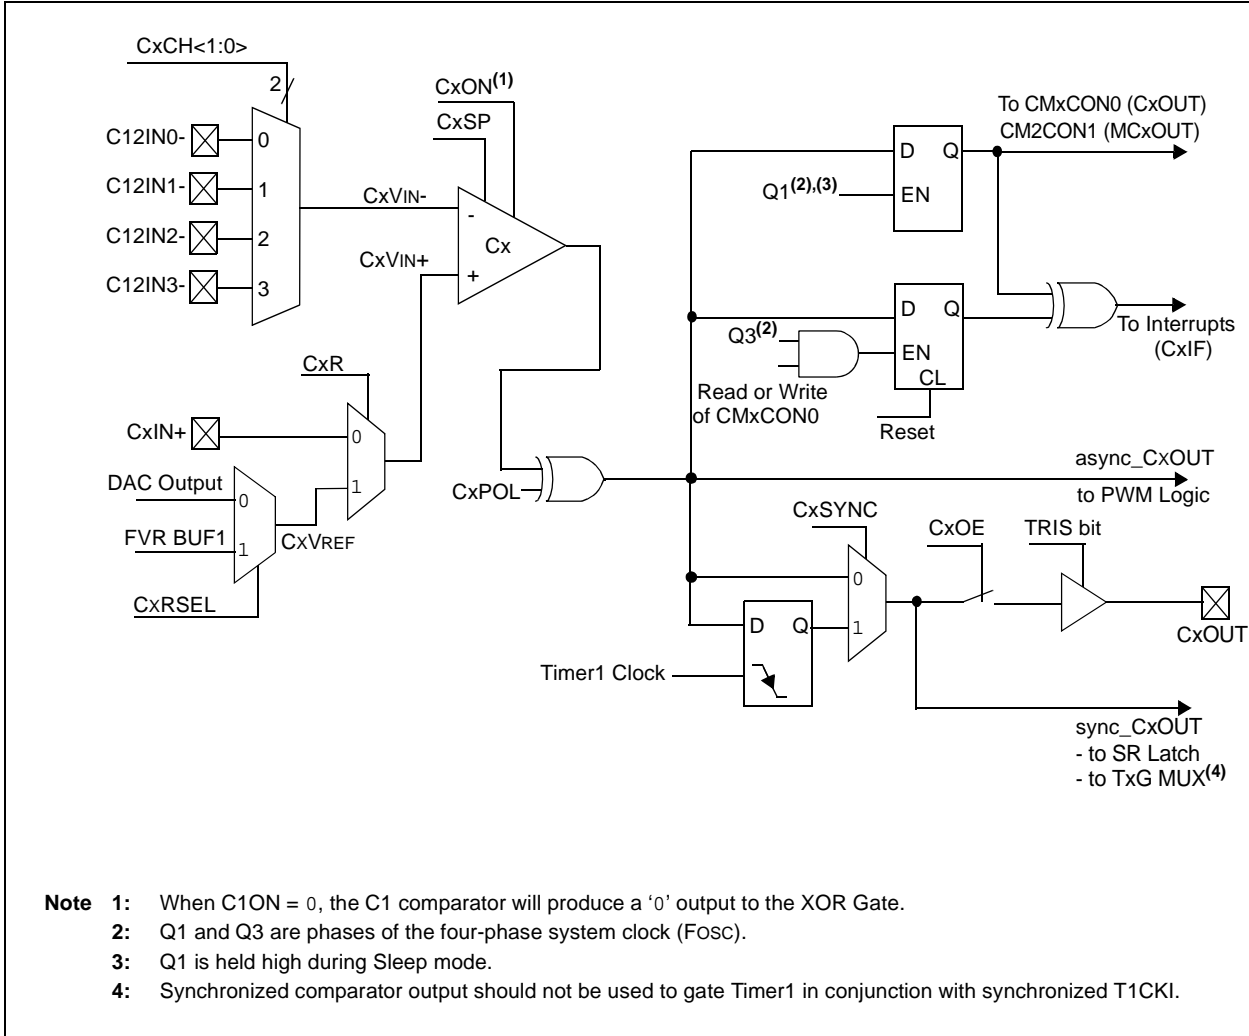 CxCH<1:0>
2
CxON(1)
CxSP
To CMxCON0 (CxOUT)
CM2CON1 (MCxOUT)
C12IN0-
0
C12IN1-
1
C12IN2-
2
C12IN3-
3
CxVIN-
-
Cx
CxVIN+
+
D Q
Q1(2),(3)
EN
D Q
Q3(2)
EN
CL
Read or Write
of CMxCON0
Reset
To Interrupts
(CxIF)
CxR
CxIN+
0
1
DAC Output
0
FVR BUF1
1
CxVREF
CxRSEL
CxPOL
async_CxOUT
to PWM Logic
CxSYNC
CxOE
TRIS bit
0
1
D Q
Timer1 Clock
CxOUT
sync_CxOUT
- to SR Latch
- to TxG MUX(4)
Note 1: When C1ON = 0, the C1 comparator will produce a ‘0’ output to the XOR Gate.
2: Q1 and Q3 are phases of the four-phase system clock (FOSC).
3: Q1 is held high during Sleep mode.
4: Synchronized comparator output should not be used to gate Timer1 in conjunction with synchronized T1CKI.